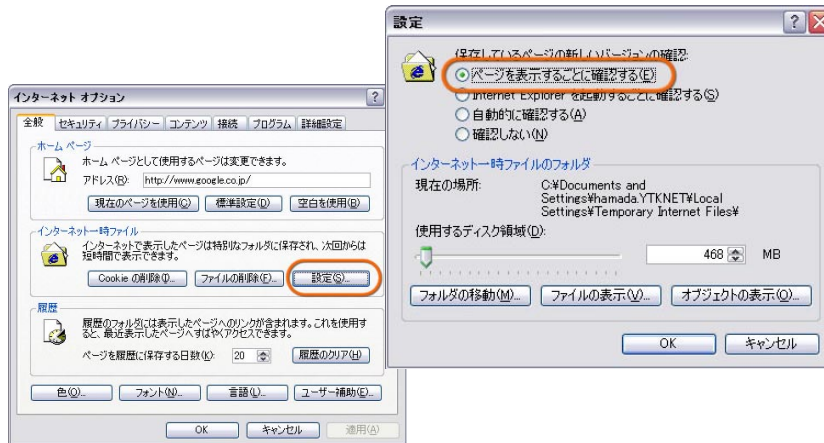 インターネット オプション
全般 セキュリティ プライバシー コンテンツ 接続 プログラム 詳細設定
ホーム ページ
ホーム ページとして使用するページは変更できます。
アドレス(R): http://www.google.co.jp/
現在のページを使用(C) 標準設定(D) 空白を使用(B)
インターネット一時ファイル
インターネットで表示したページは特別なフォルダに保存され、次回からは
短時間で表示できます。
Cookie の削除(I)... ファイルの削除(F)... 設定(S)...
履歴
履歴のフォルダには表示したページへのリンクが含まれます。これを使用す
ると、最近表示したページへすばやくアクセスできます。
ページを履歴に保存する日数(K): 20 履歴のクリア(H)
色(O)... フォント(N)... 言語(L)... ユーザー補助(E)...
OK キャンセル 適用(A)
設定
保存しているページの新しいバージョンの確認:
ページを表示するごとに確認する(E)
Internet Explorer を起動するごとに確認する(S)
自動的に確認する(A)
確認しない(N)
インターネット一時ファイルのフォルダ
現在の場所: C:¥Documents and
Settings¥hamada.YTKNET¥Local
Settings¥Temporary Internet Files¥
使用するディスク領域(D):
468 MB
フォルダの移動(M)... ファイルの表示(V)... オブジェクトの表示(O)...
OK キャンセル